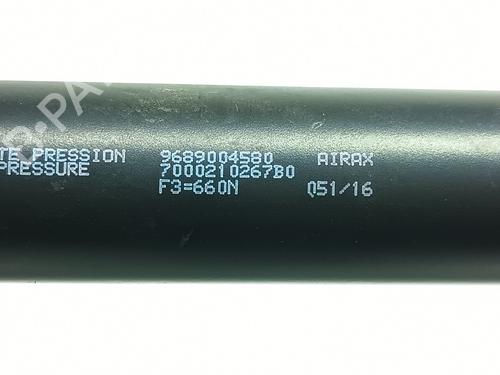 TE PRESSION 9689004580 AIRAX
PRESSURE 7000210267B0
F3=660N Q51/16